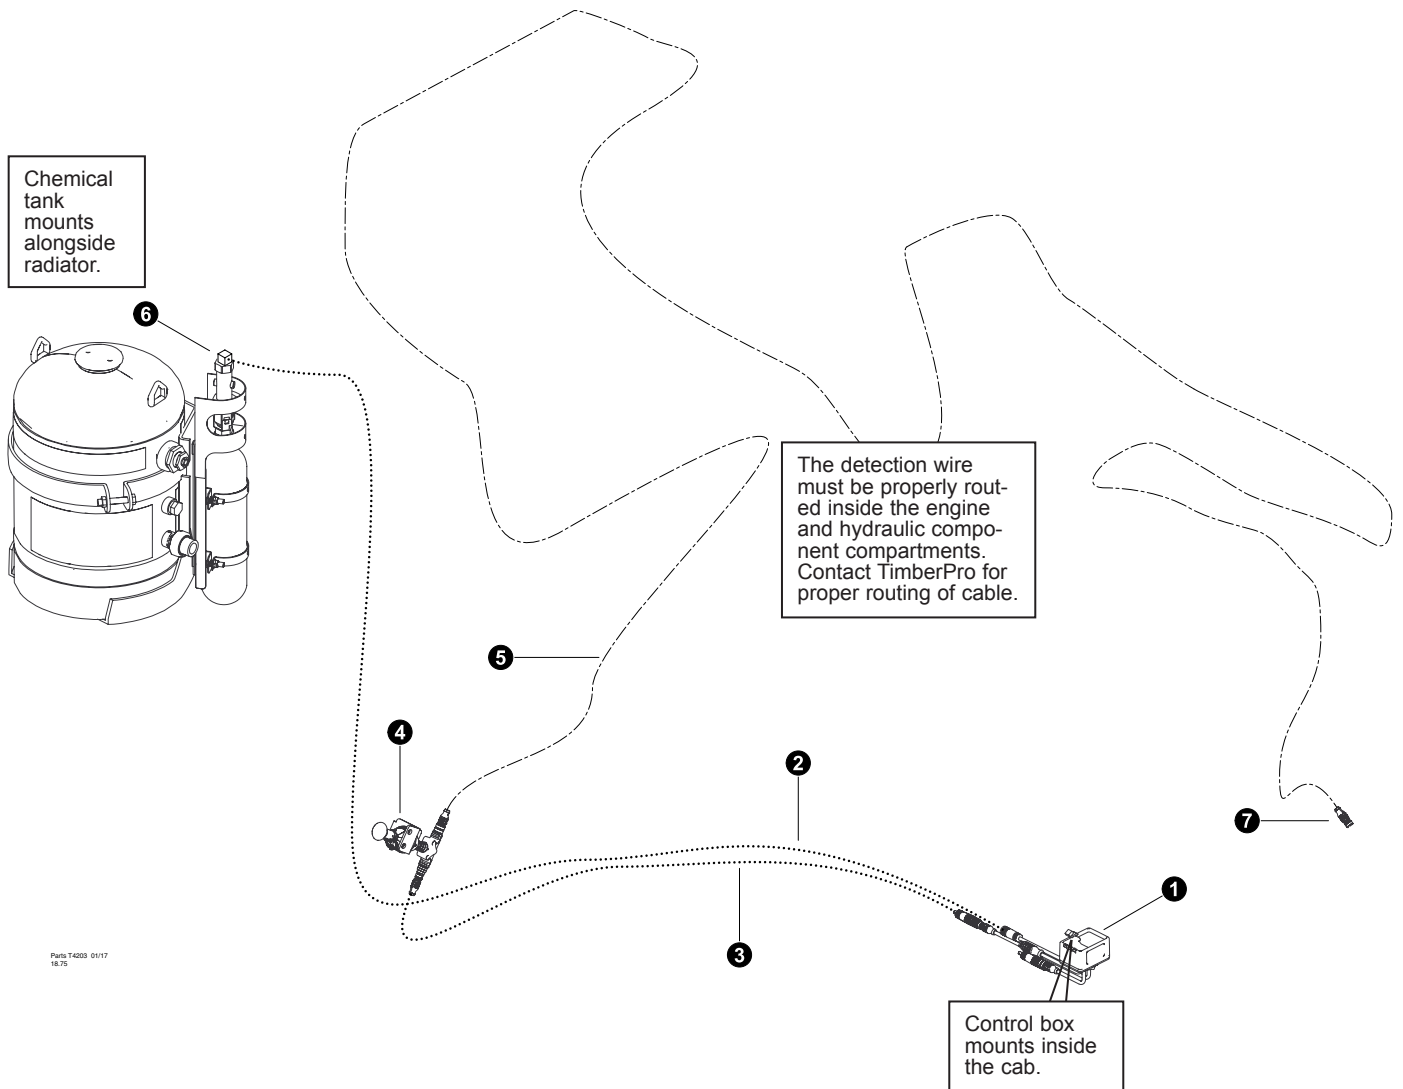 Chemical
tank
mounts
alongside
radiator.
6
The detection wire
must be properly rout-
ed inside the engine
and hydraulic compo-
nent compartments.
Contact TimberPro for
proper routing of cable.
5
4
2
7
1
3
Parts T4203 01/17
18.75
Control box
mounts inside
the cab.